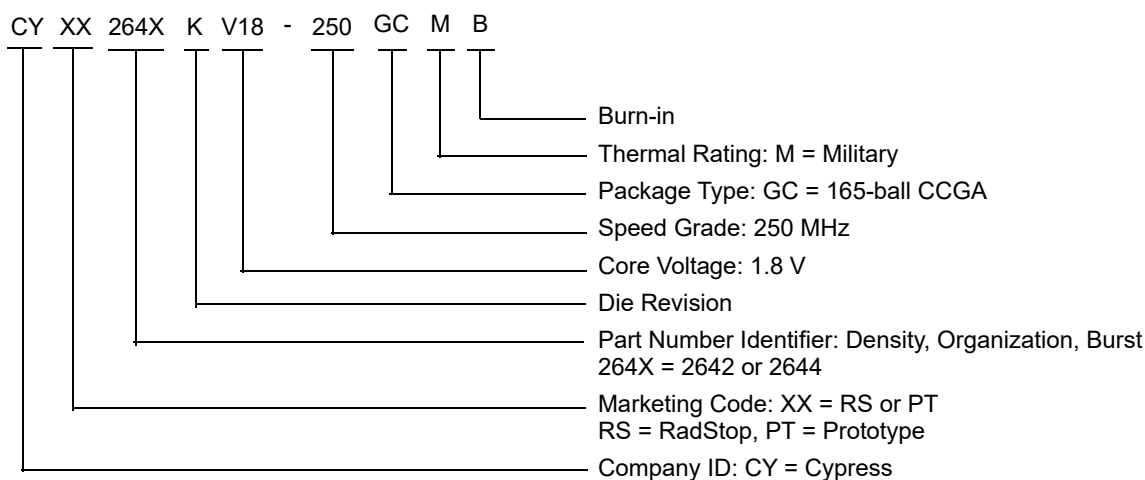 CY XX 264X K V18 - 250 GC M B
Burn-in
Thermal Rating: M = Military
Package Type: GC = 165-ball CCGA
Speed Grade: 250 MHz
Core Voltage: 1.8 V
Die Revision
Part Number Identifier: Density, Organization, Burst
264X = 2642 or 2644
Marketing Code: XX = RS or PT
RS = RadStop, PT = Prototype
Company ID: CY = Cypress